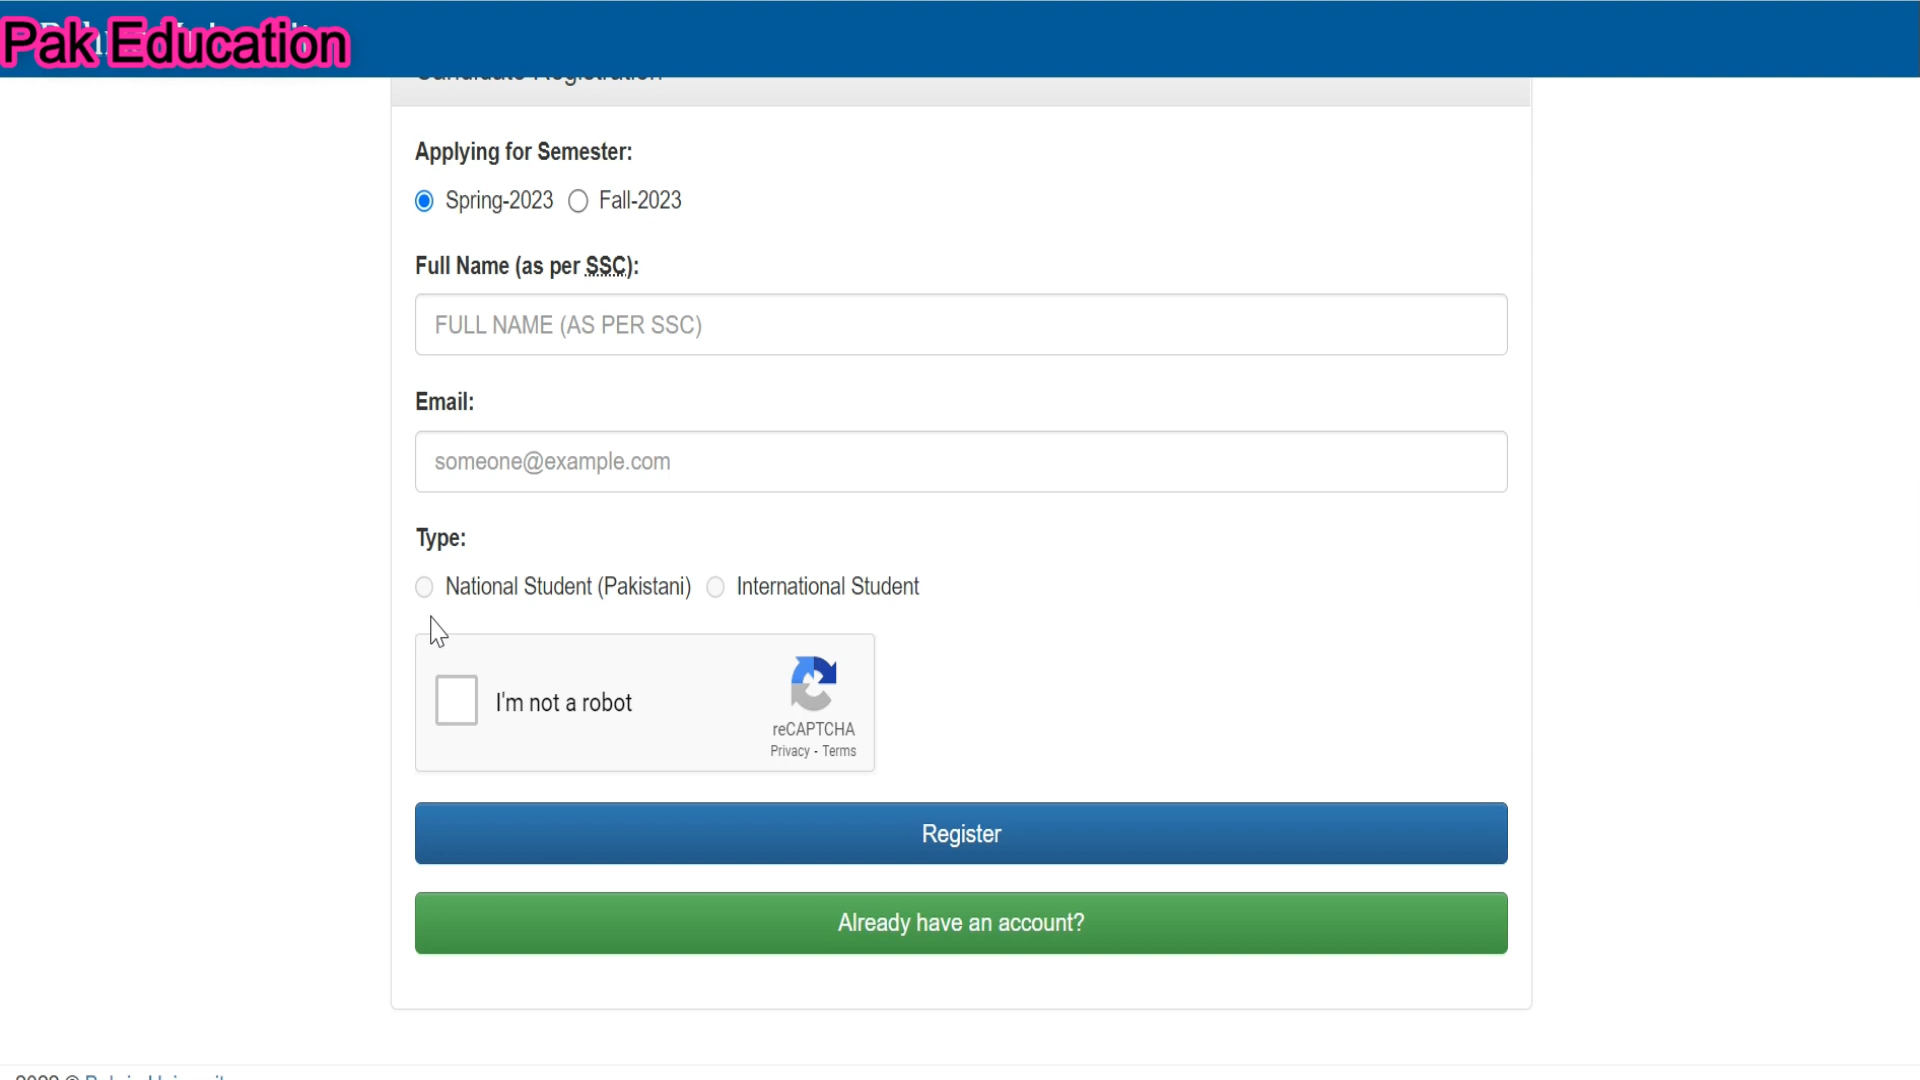 Pak Education
Candidate Registration
Applying for Semester:
Spring-2023 Fall-2023
Full Name (as per SSC):
FULL NAME (AS PER SSC)
Email:
someone@example.com
Type:
National Student (Pakistani) International Student
I'm not a robot
reCAPTCHA
Privacy - Terms
Register
Already have an account?